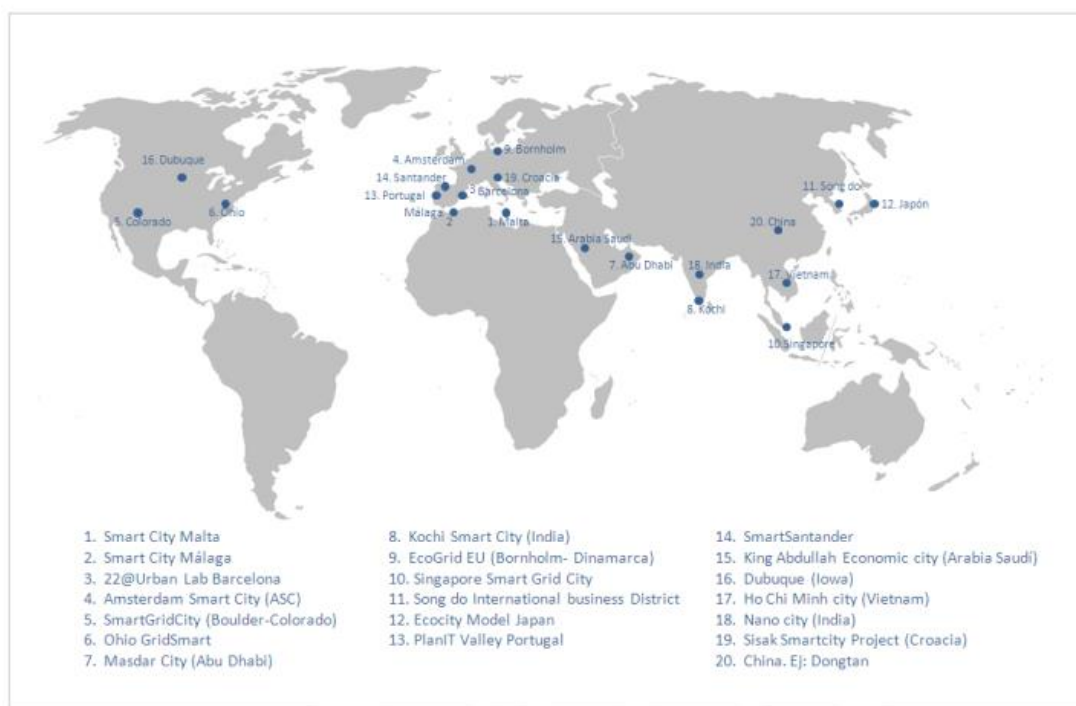 16. Dubuque
5. Colorado
6. Ohio
9. Bornholm
4. Amsterdam
14. Santander
19. Croacia
3
Barcelona
13. Portugal
Málaga
2
1. Malta
15. Arabia Saudí
7. Abu Dhabi
11. Song do
12. Japón
20. China
18. India
17. Vietnam
8. Kochi
10. Singapore
1. Smart City Malta
2. Smart City Málaga
3. 22@Urban Lab Barcelona
4. Amsterdam Smart City (ASC)
5. SmartGridCity (Boulder-Colorado)
6. Ohio GridSmart
7. Masdar City (Abu Dhabi)
8. Kochi Smart City (India)
9. EcoGrid EU (Bornholm- Dinamarca)
10. Singapore Smart Grid City
11. Song do International business District
12. Ecocity Model Japan
13. PlanIT Valley Portugal
14. SmartSantander
15. King Abdullah Economic city (Arabia Saudí)
16. Dubuque (Iowa)
17. Ho Chi Minh city (Vietnam)
18. Nano city (India)
19. Sisak Smartcity Project (Croacia)
20. China. Ej: Dongtan